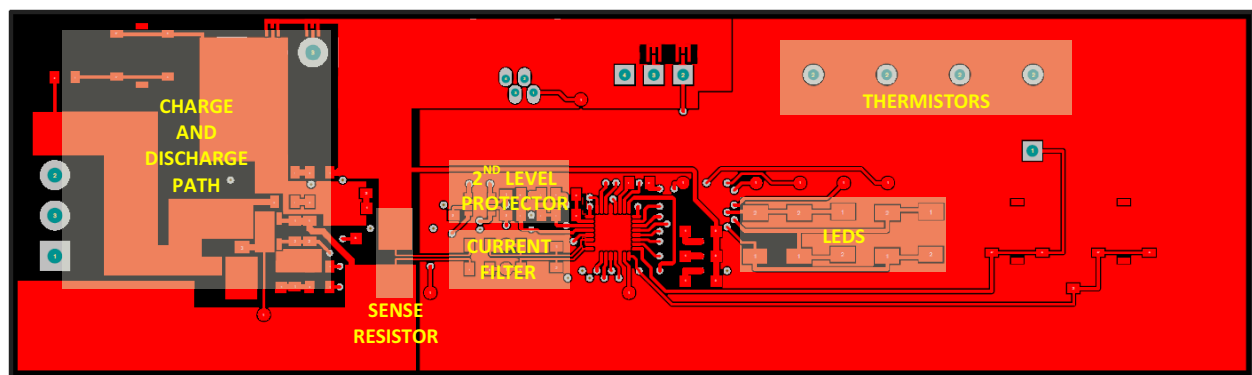 CHARGE
AND
DISCHARGE
PATH
THERMISTORS
2ND LEVEL
PROTECTOR
CURRENT
FILTER
LEDS
SENSE
RESISTOR